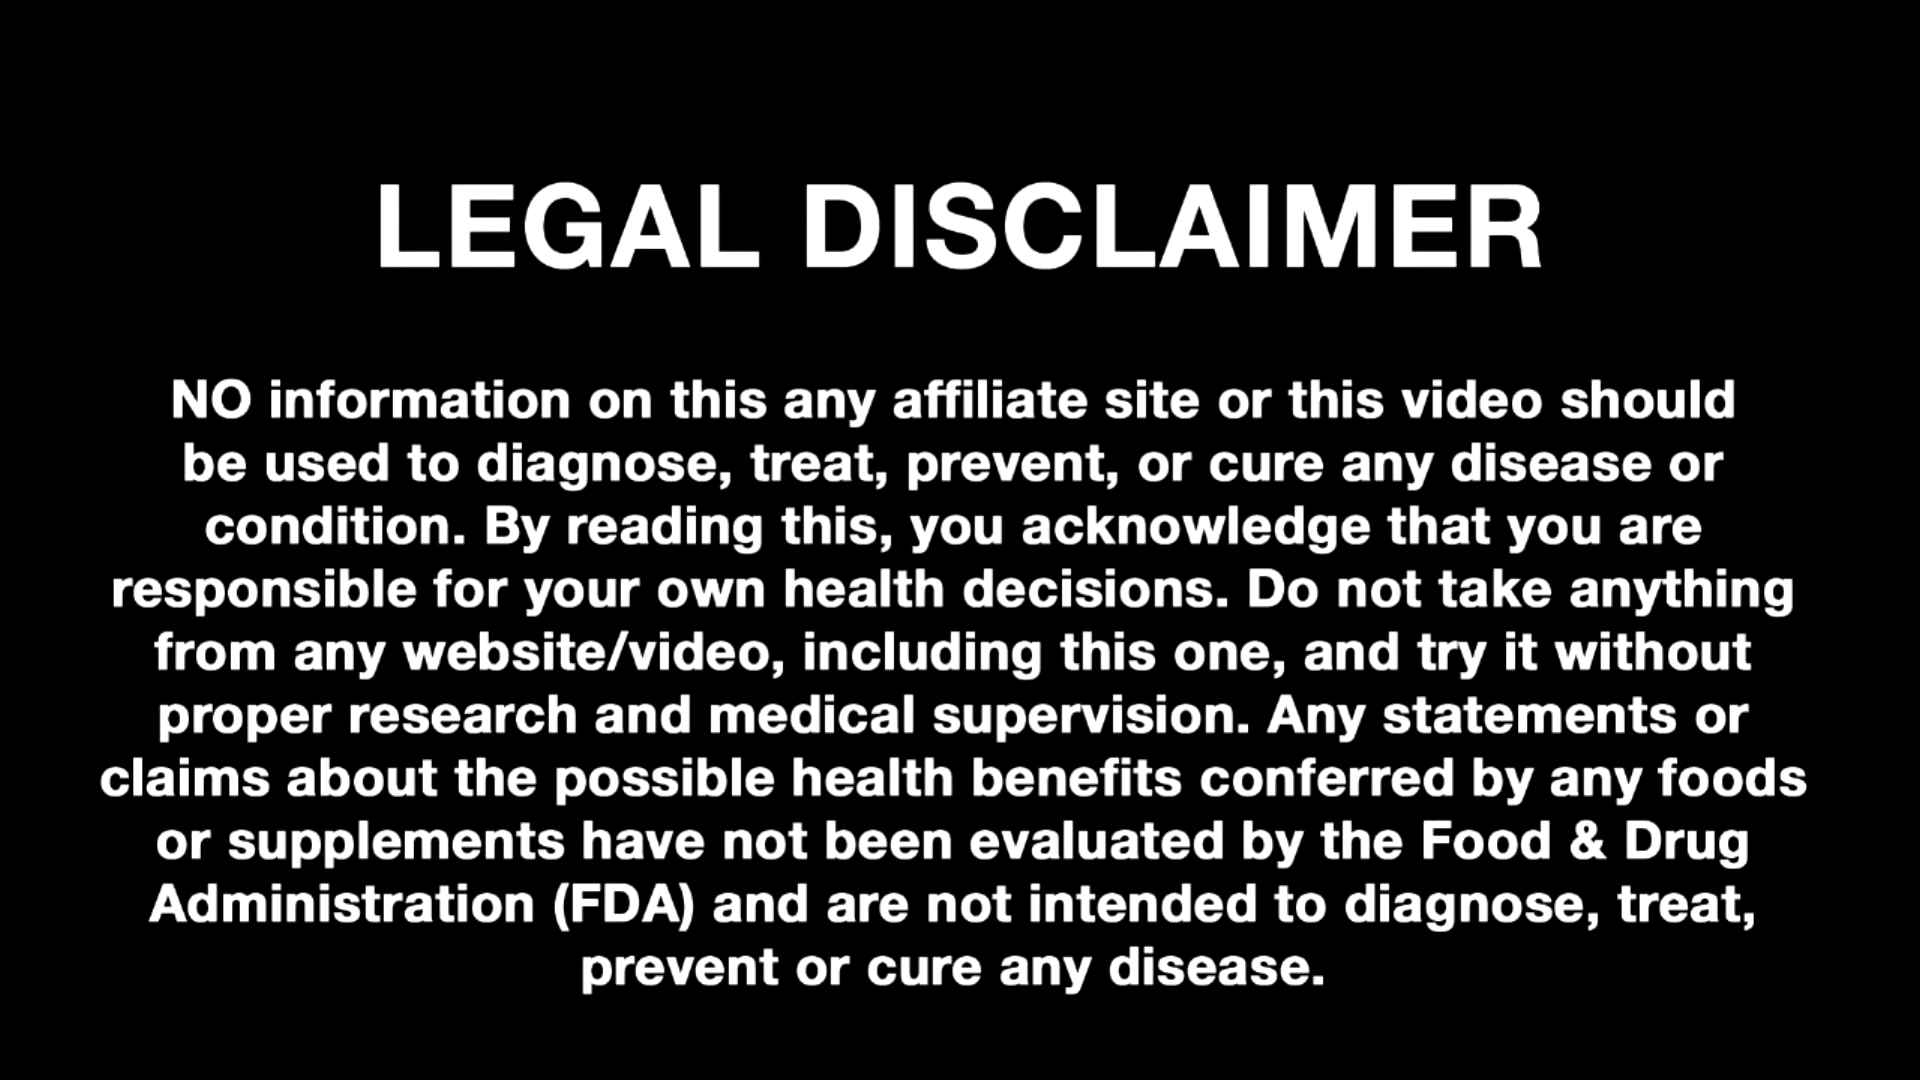 LEGAL DISCLAIMER
NO information on this any affiliate site or this video should
be used to diagnose, treat, prevent, or cure any disease or
condition. By reading this, you acknowledge that you are
responsible for your own health decisions. Do not take anything
from any website/video, including this one, and try it without
proper research and medical supervision. Any statements or
claims about the possible health benefits conferred by any foods
or supplements have not been evaluated by the Food & Drug
Administration (FDA) and are not intended to diagnose, treat,
prevent or cure any disease.